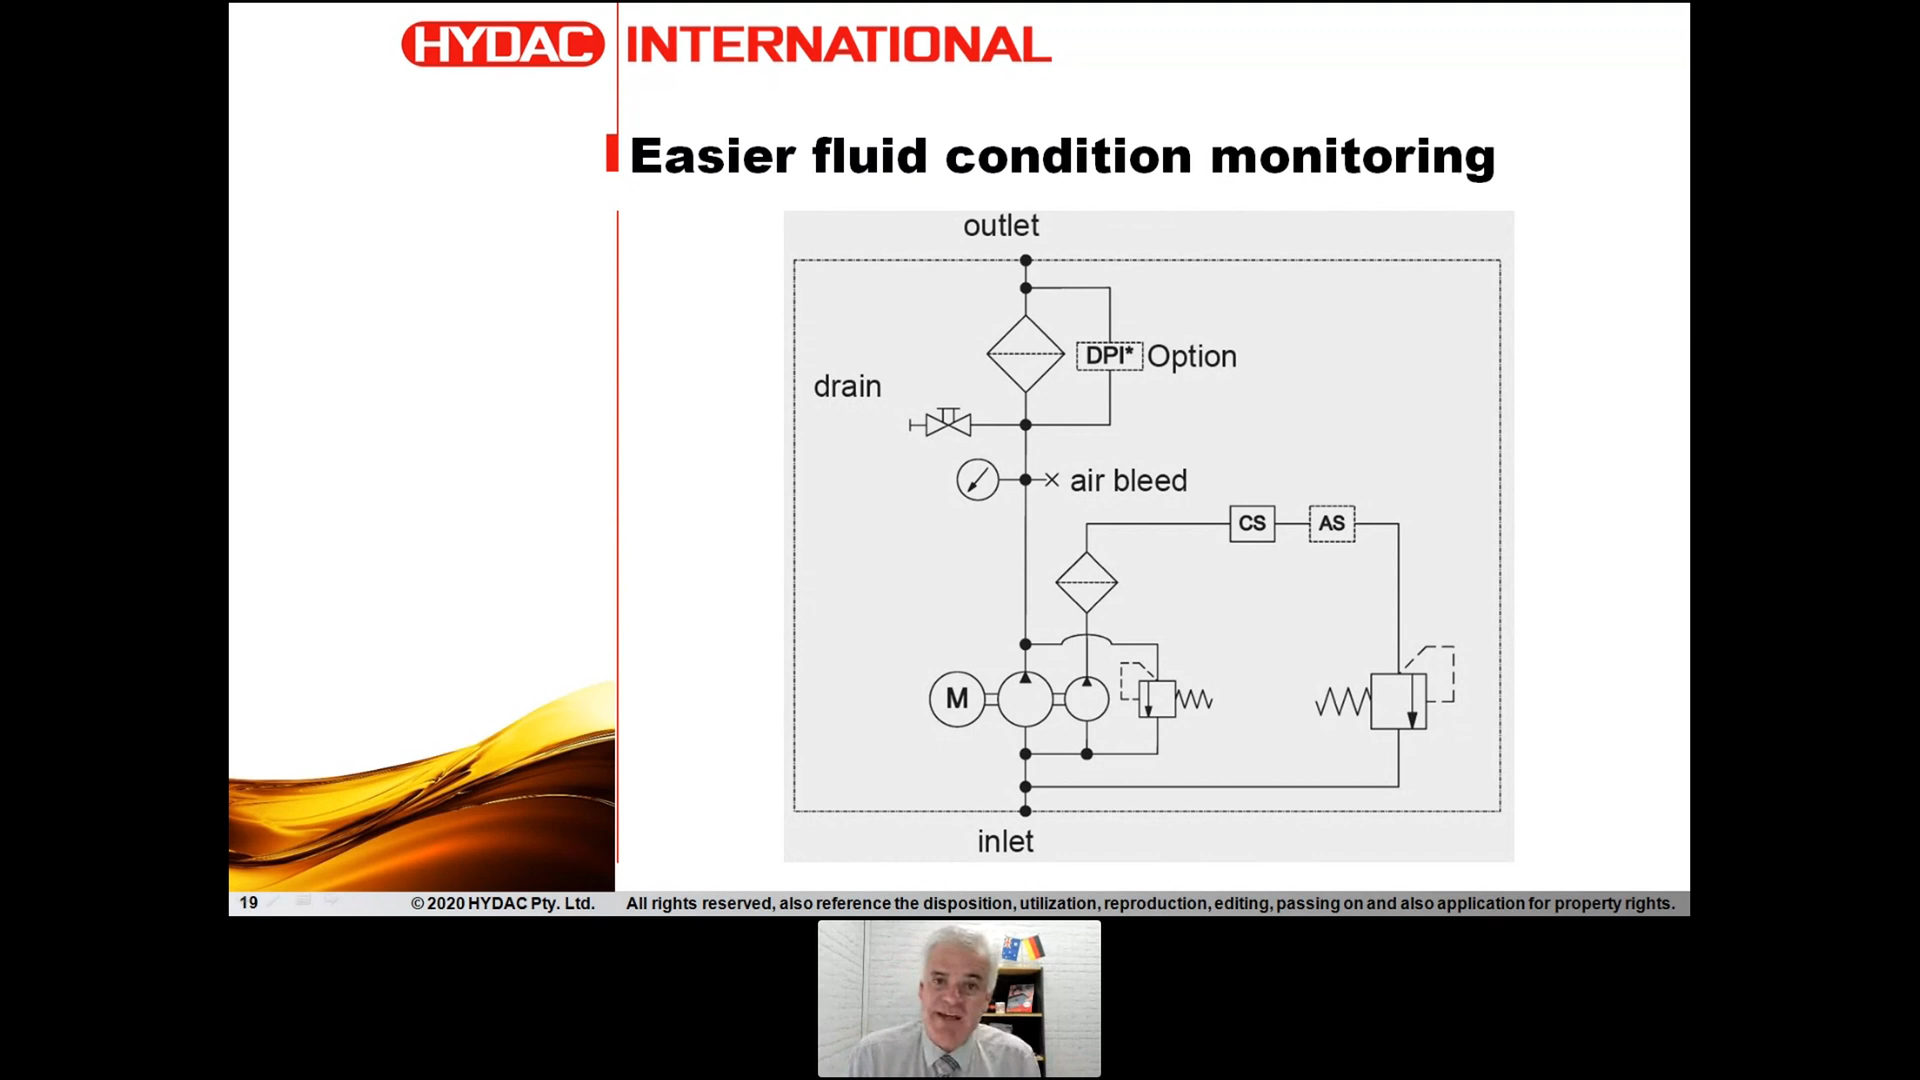 HYDAC INTERNATIONAL
Easier fluid condition monitoring
outlet
DPI* Option
drain
air bleed
CS AS
M
inlet
19 © 2020 HYDAC Pty. Ltd. All rights reserved, also reference the disposition, utilization, reproduction, editing, passing on and also application for property rights.